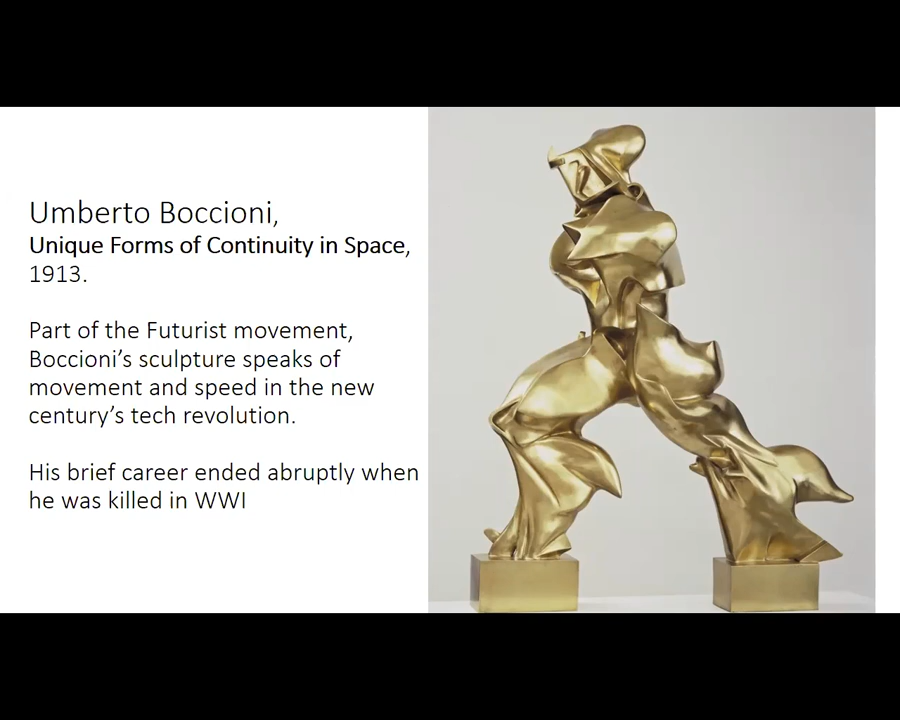 Umberto Boccioni,
Unique Forms of Continuity in Space,
1913.
Part of the Futurist movement,
Boccioni’s sculpture speaks of
movement and speed in the new
century’s tech revolution.
His brief career ended abruptly when
he was killed in WWI